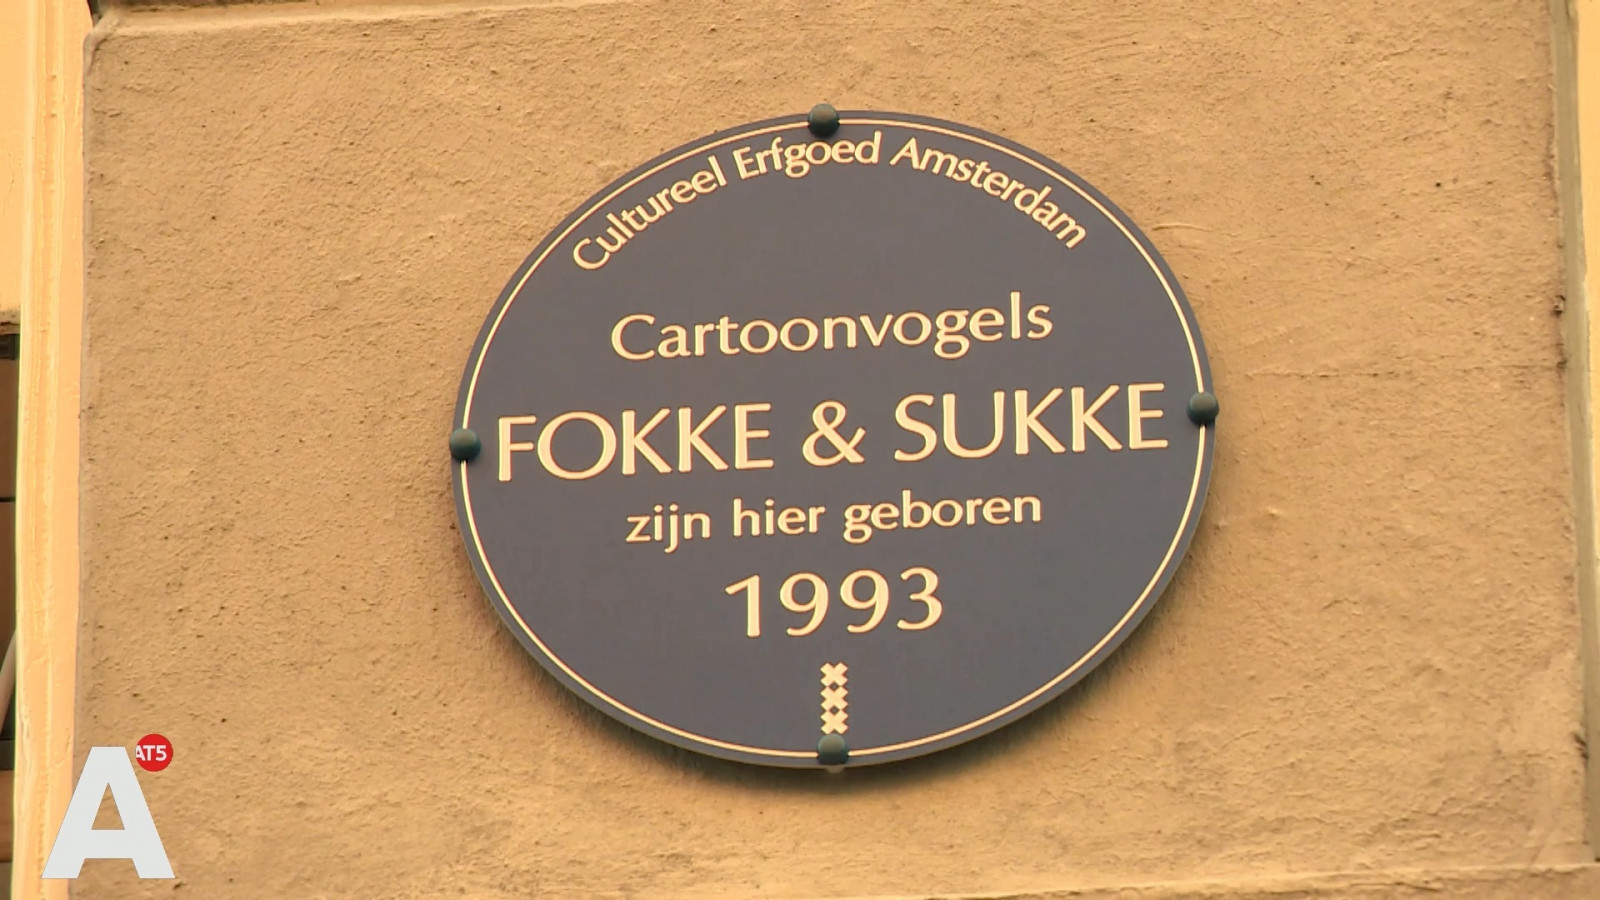 Cultureel Erfgoed Amsterdam
Cartoonvogels
FOKKE & SUKKE
zijn hier geboren
1993
A
AT5